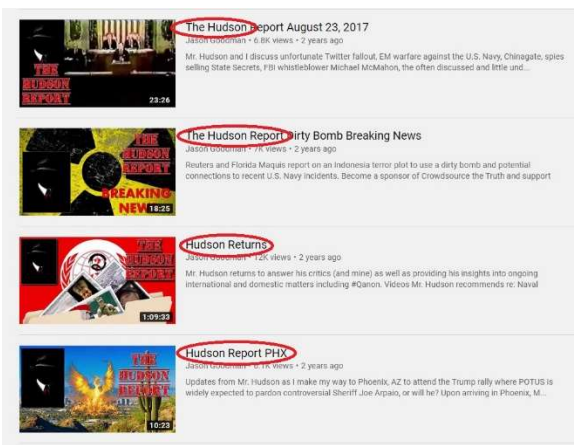 The Hudson Report August 23, 2017
Jason Goodman • 6.8K views • 2 years ago
Mr. Hudson and I discuss unfortunate Twitter fallout, EM warfare against the U.S. Navy, Chinagate, spies
selling State Secrets, FBI whistleblower Michael McMahon, the often discussed and little und...
THE
HUDSON
REPORT
23:26
The Hudson Report Dirty Bomb Breaking News
Jason Goodman • 7K views • 2 years ago
Reuters and Florida Maquis report on an Indonesia terror plot to use a dirty bomb and potential
connections to recent U.S. Navy incidents. Become a sponsor of Crowdsource the Truth and support
THE
HUDSON
REPORT
BREAKING
NEW
18:25
Hudson Returns
Jason Goodman • 12K views • 2 years ago
Mr. Hudson returns to answer his critics (and mine) as well as providing his insights into ongoing
international and domestic matters including #Qanon. Videos Mr. Hudson recommends re: Naval
THE
HUDSON
REPORT
1:09:33
Hudson Report PHX
Jason Goodman • 6.1K views • 2 years ago
Updates from Mr. Hudson as I make my way to Phoenix, AZ to attend the Trump rally where POTUS is
widely expected to pardon controversial Sheriff Joe Arpaio, or will he? Upon arriving in Phoenix, M...
THE
HUDSON
REPORT
10:23